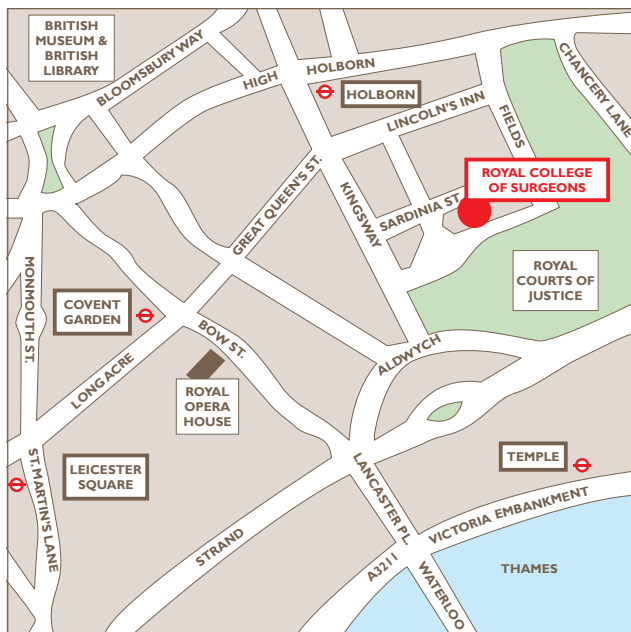 BRITISH
MUSEUM &
BRITISH
LIBRARY
BLOOMSBURY WAY
HIGH HOLBORN
CHANCERY LANE
HOLBORN
LINCOLN'S INN
FIELDS
ROYAL COLLEGE
OF SURGEONS
SARDINIA ST.
KINGSWAY
GREAT QUEEN'S ST.
MONMOUTH ST.
COVENT
GARDEN
ROYAL
COURTS OF
JUSTICE
BOW ST.
ALDWYCH
LONG ACRE
ROYAL
OPERA
HOUSE
ST. MARTIN'S LANE
LEICESTER
SQUARE
TEMPLE
LANCASTER PL
STRAND
A3211
VICTORIA EMBANKMENT
WATERLOO
THAMES